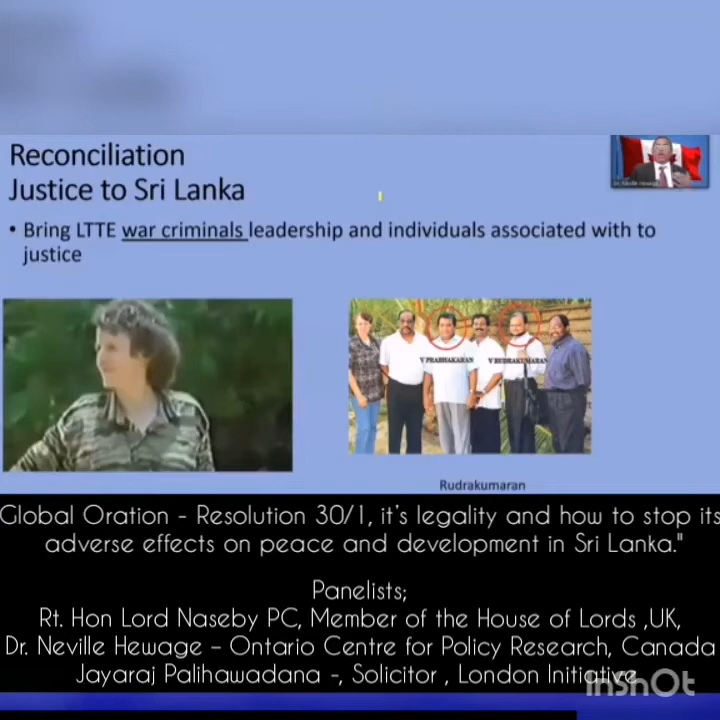 Reconciliation
Justice to Sri Lanka
• Bring LTTE war criminals leadership and individuals associated with to
justice
Dr. Neville Hewage
V PRABHAKARAN
V RUDRAKUMARAN
Rudrakumaran
Global Oration - Resolution 30/1, it's legality and how to stop its
adverse effects on peace and development in Sri Lanka."
Panelists;
Rt. Hon Lord Naseby PC, Member of the House of Lords ,UK,
Dr. Neville Hewage – Ontario Centre for Policy Research, Canada
Jayaraj Palihawadana -, Solicitor , London Initiative
InShOt